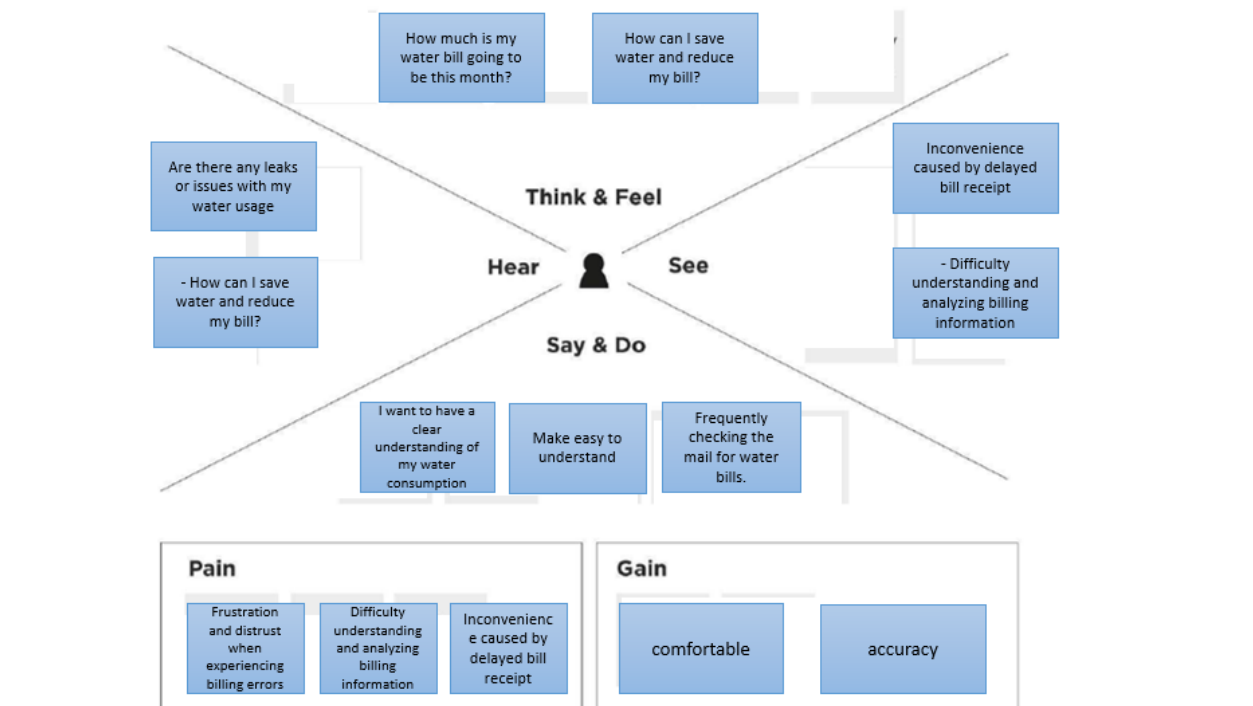 How much is my
water bill going to
be this month?
How can I save
water and reduce
my bill?
Are there any leaks
or issues with my
water usage
- How can I save
water and reduce
my bill?
Think & Feel
Hear
See
Say & Do
Inconvenience
caused by delayed
bill receipt
- Difficulty
understanding and
analyzing billing
information
I want to have a
clear
understanding of
my water
consumption
Make easy to
understand
Frequently
checking the
mail for water
bills.
Pain
Frustration
and distrust
when
experiencing
billing errors
Difficulty
understanding
and analyzing
billing
information
Inconvenienc
e caused by
delayed bill
receipt
Gain
comfortable
accuracy